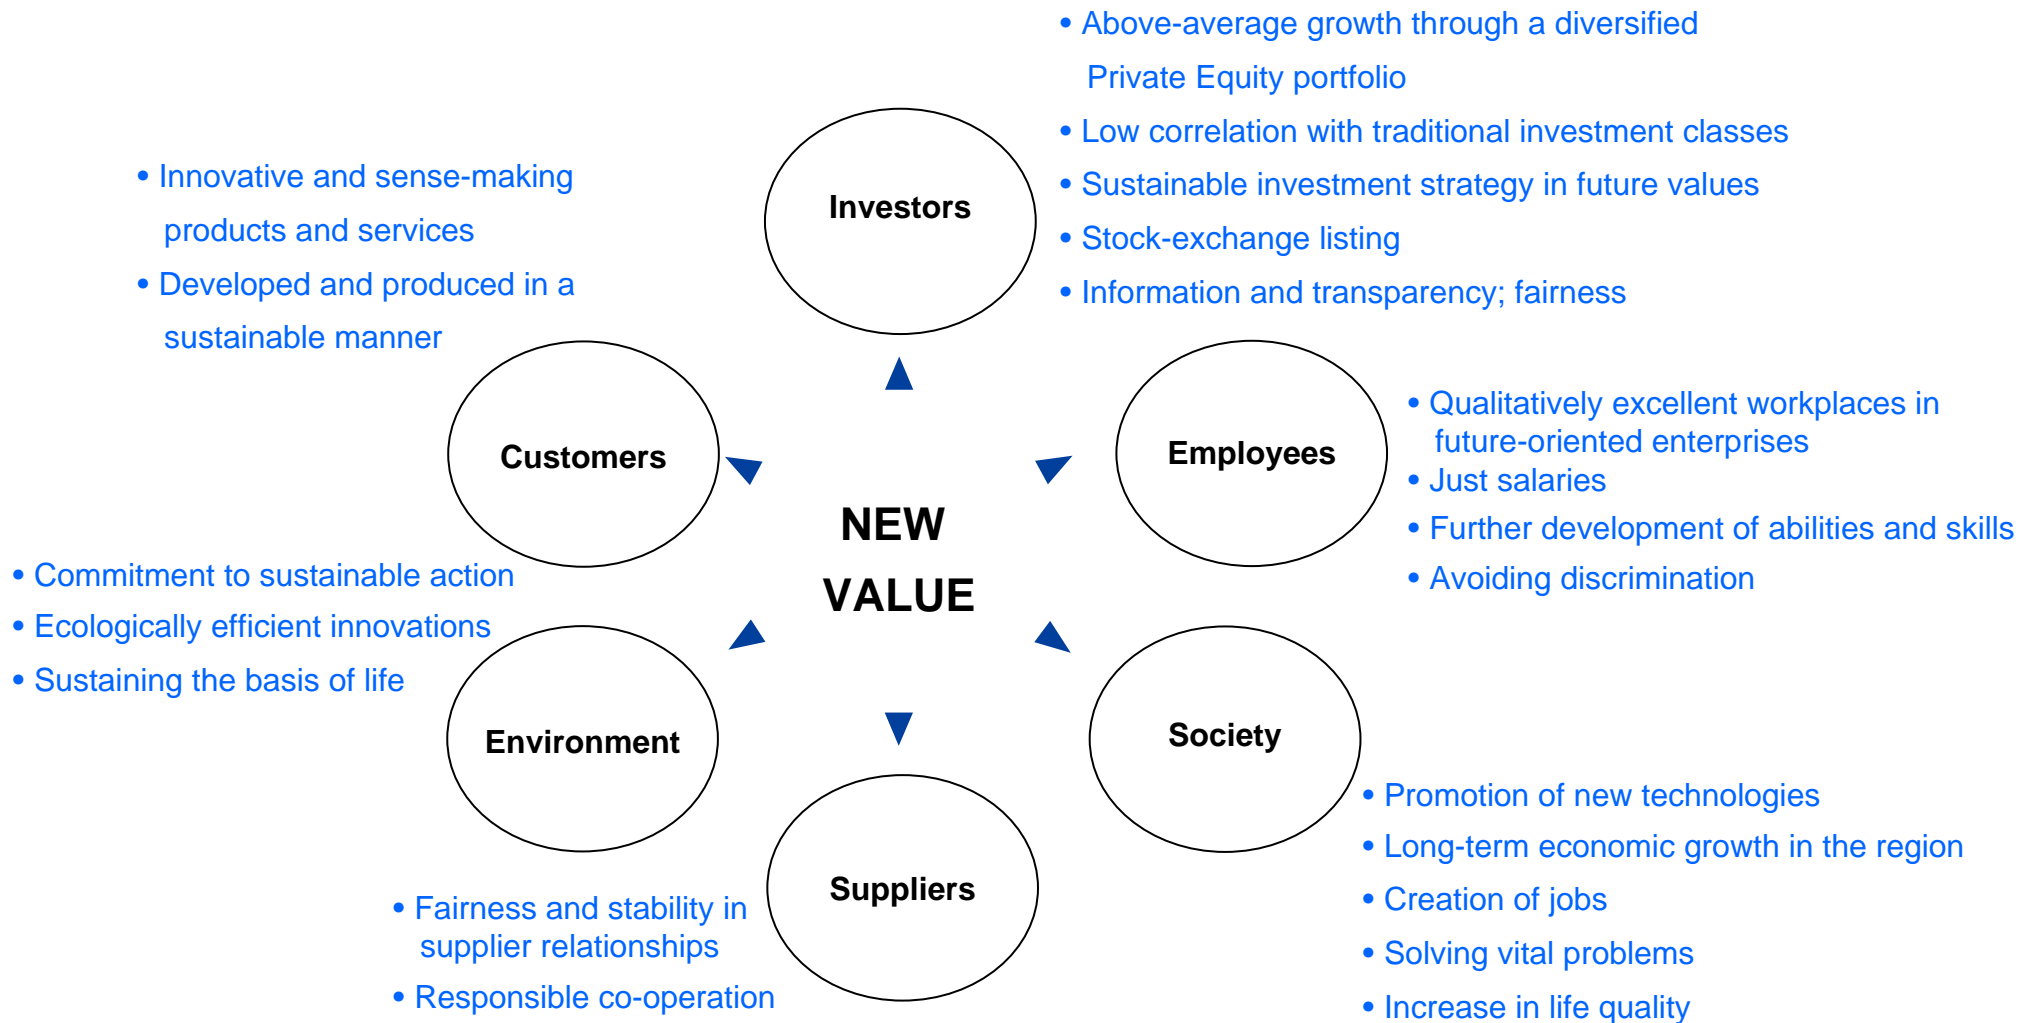 • Above-average growth through a diversified
Private Equity portfolio
• Low correlation with traditional investment classes
• Sustainable investment strategy in future values
• Stock-exchange listing
• Information and transparency; fairness
Investors
• Innovative and sense-making
products and services
• Developed and produced in a
sustainable manner
Customers
Employees
• Qualitatively excellent workplaces in
future-oriented enterprises
• Just salaries
• Further development of abilities and skills
• Avoiding discrimination
NEW
VALUE
• Commitment to sustainable action
• Ecologically efficient innovations
• Sustaining the basis of life
Environment
Society
• Promotion of new technologies
• Long-term economic growth in the region
• Creation of jobs
• Solving vital problems
• Increase in life quality
Suppliers
• Fairness and stability in
supplier relationships
• Responsible co-operation